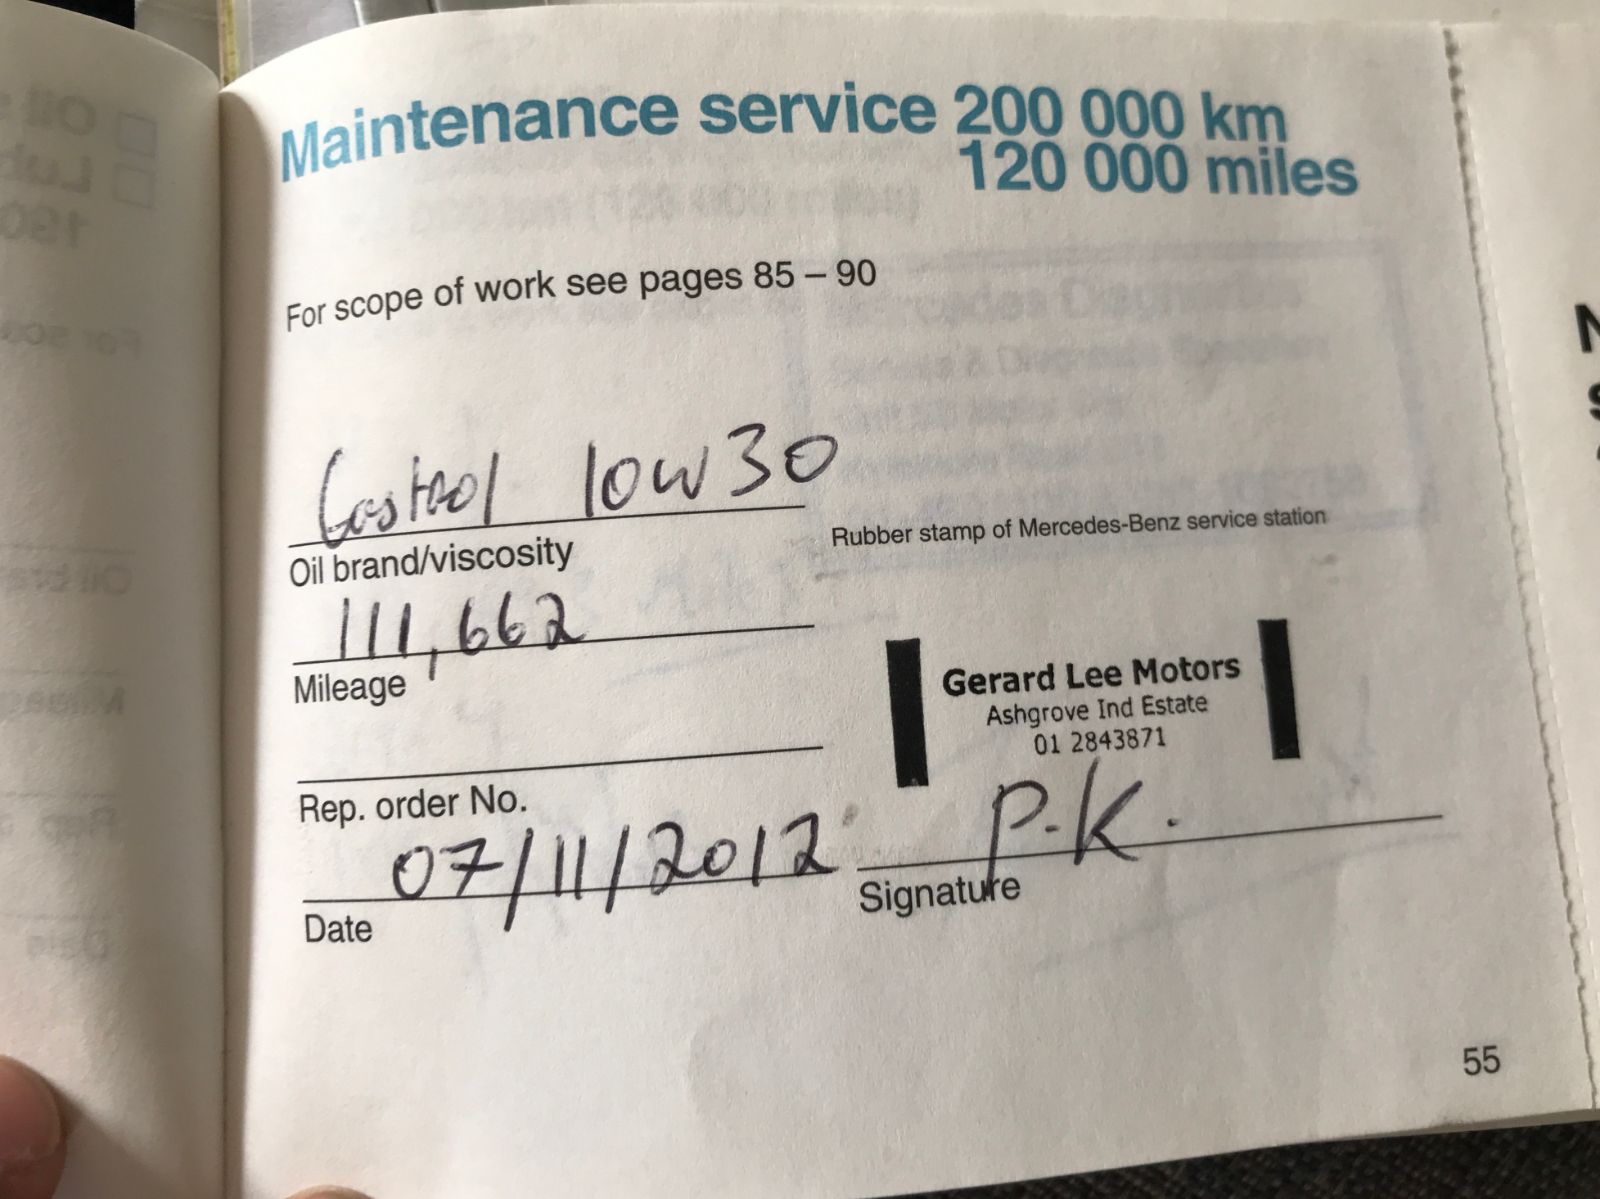 Maintenance service 200 000 km
120 000 miles
For scope of work see pages 85 – 90
Castrol 10W30
Oil brand/viscosity
Rubber stamp of Mercedes-Benz service station
111,662
Mileage
Gerard Lee Motors
Ashgrove Ind Estate
01 2843871
Rep. order No.
P.K.
07/11/2012
Signature
Date
55